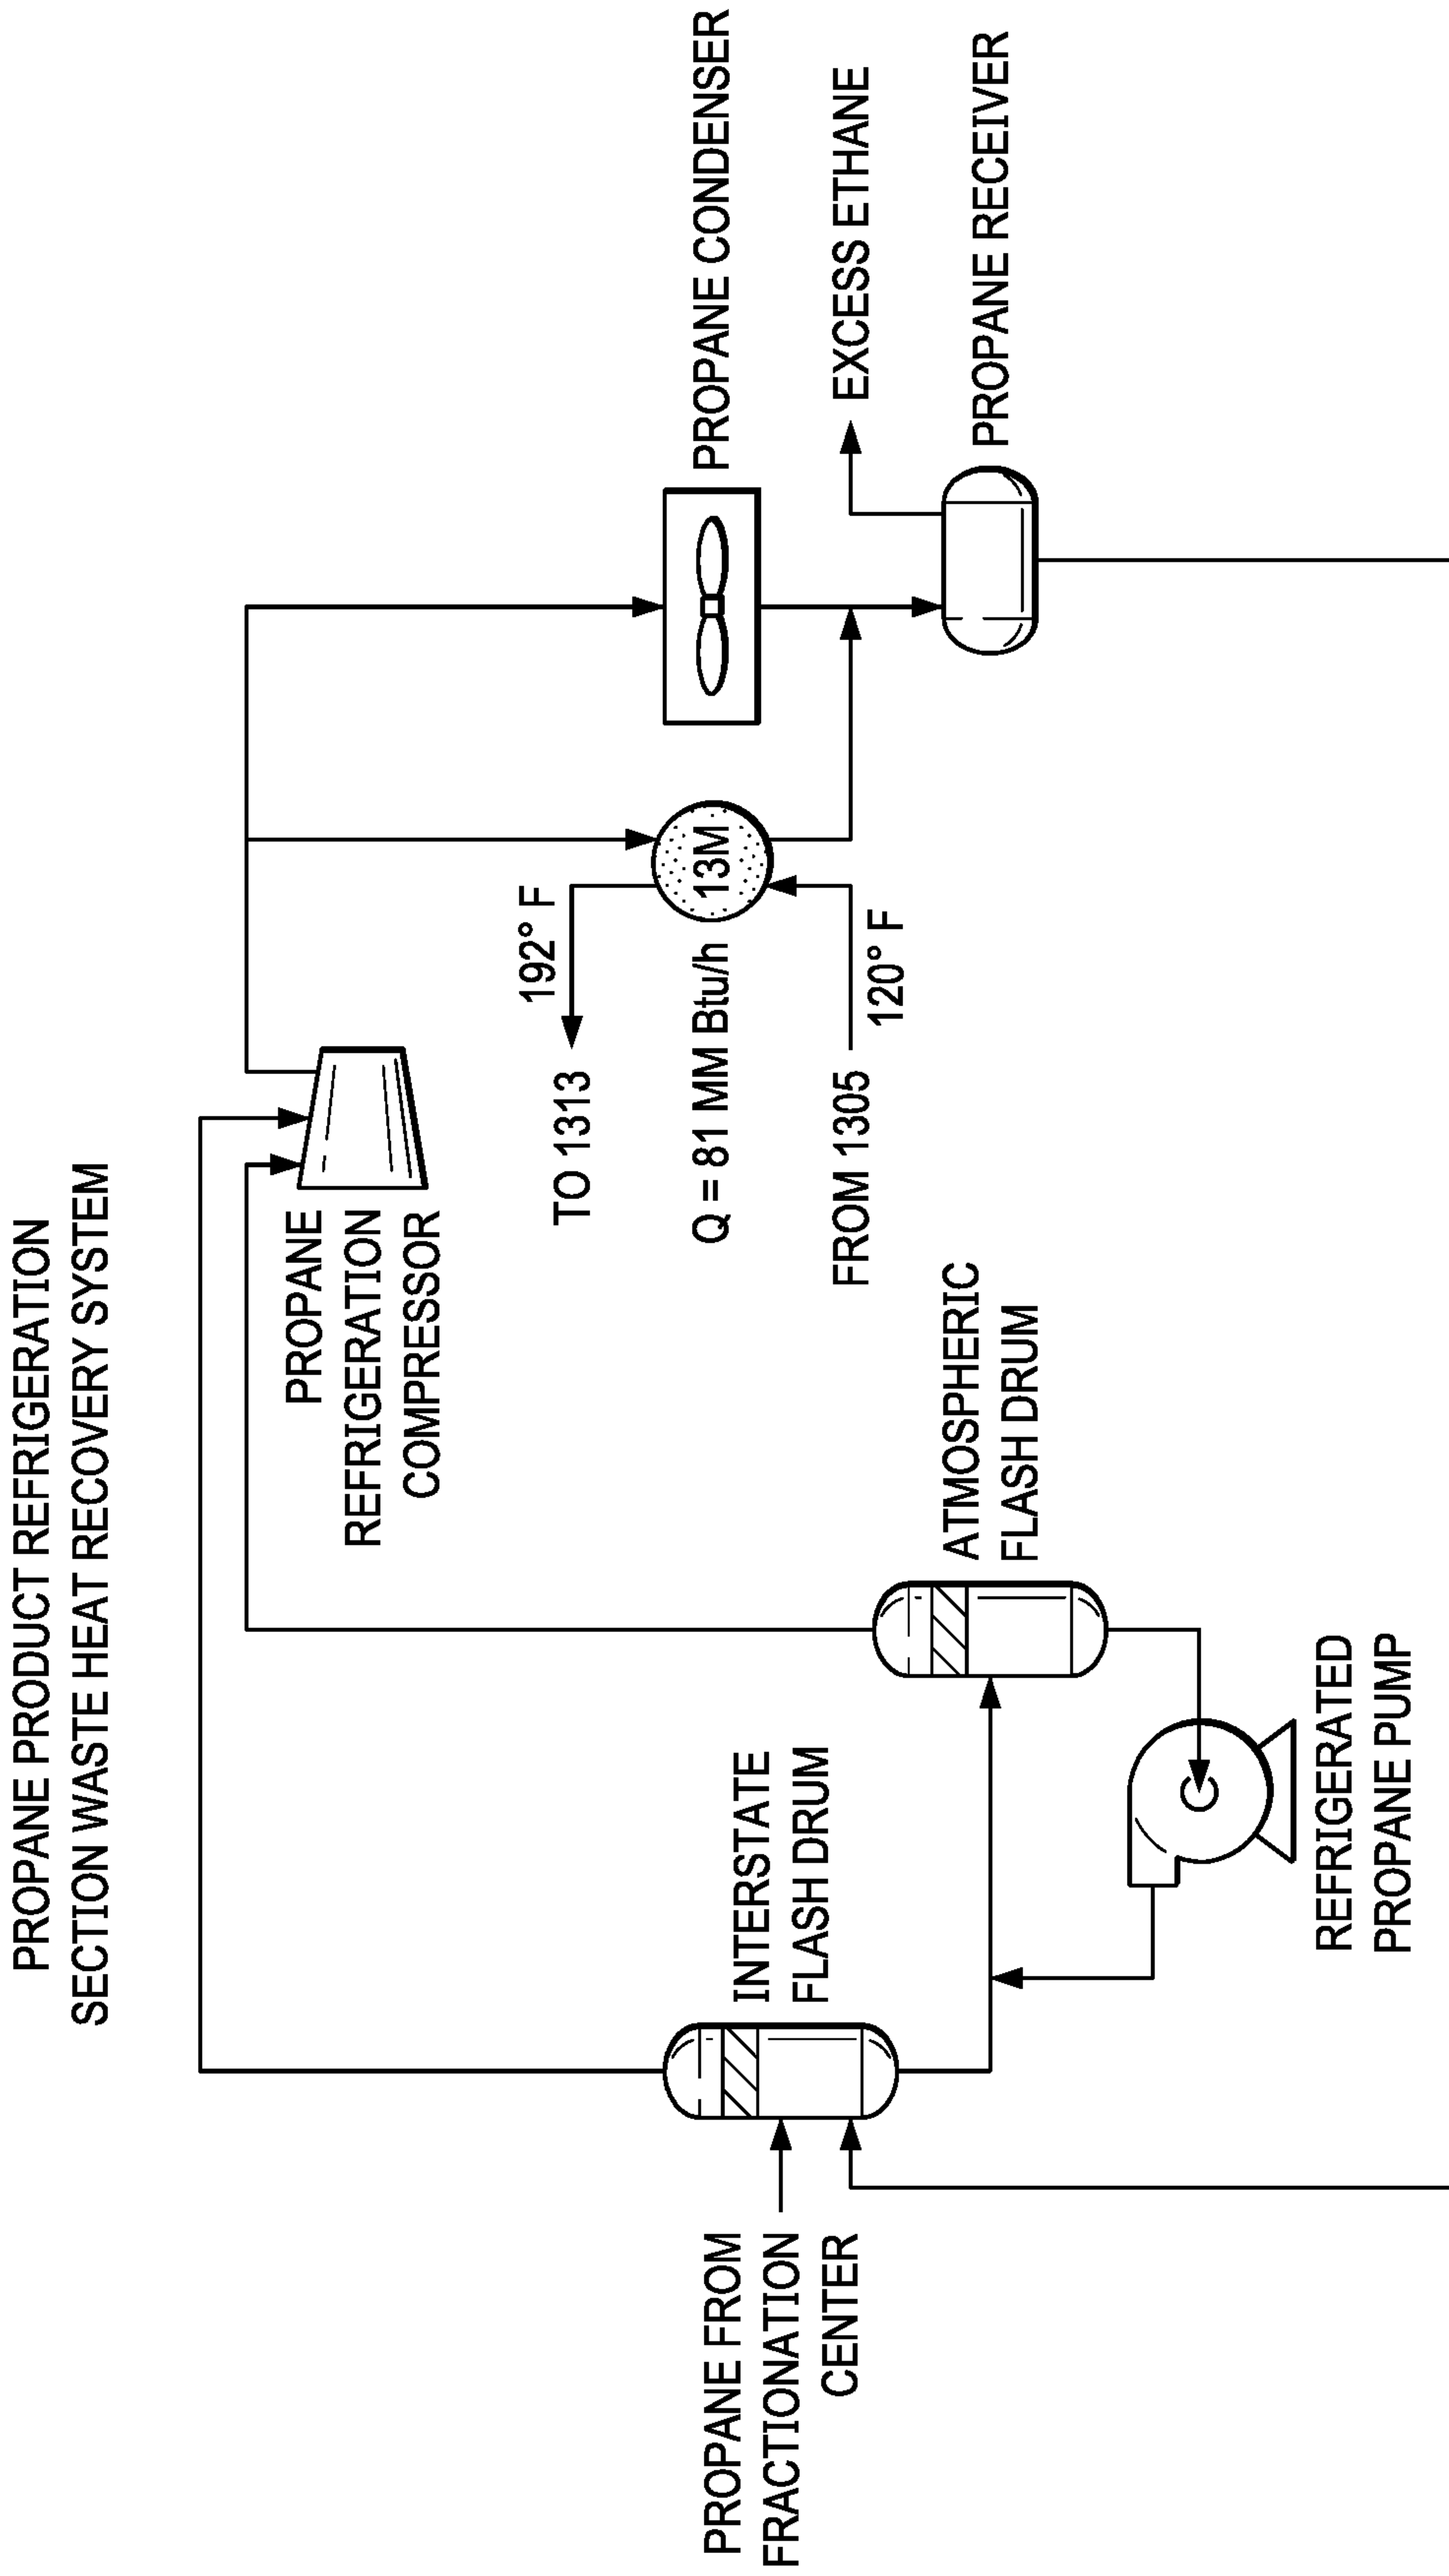 PROPANE PRODUCT REFRIGERATION
SECTION WASTE HEAT RECOVERY SYSTEM
PROPANE
REFRIGERATION
COMPRESSOR
192° F
TO 1313
13M
Q = 81 MM Btu/h
FROM 1305
120° F
PROPANE CONDENSER
EXCESS ETHANE
PROPANE RECEIVER
INTERSTATE
FLASH DRUM
ATMOSPHERIC
FLASH DRUM
PROPANE FROM
FRACTIONATION
CENTER
REFRIGERATED
PROPANE PUMP